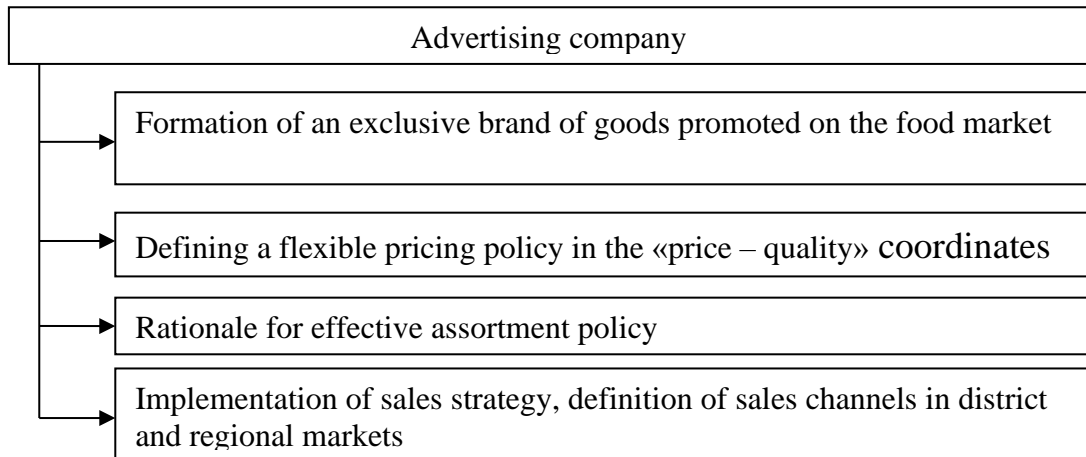 Advertising company
Formation of an exclusive brand of goods promoted on the food market
Defining a flexible pricing policy in the «price – quality» coordinates
Rationale for effective assortment policy
Implementation of sales strategy, definition of sales channels in district
and regional markets